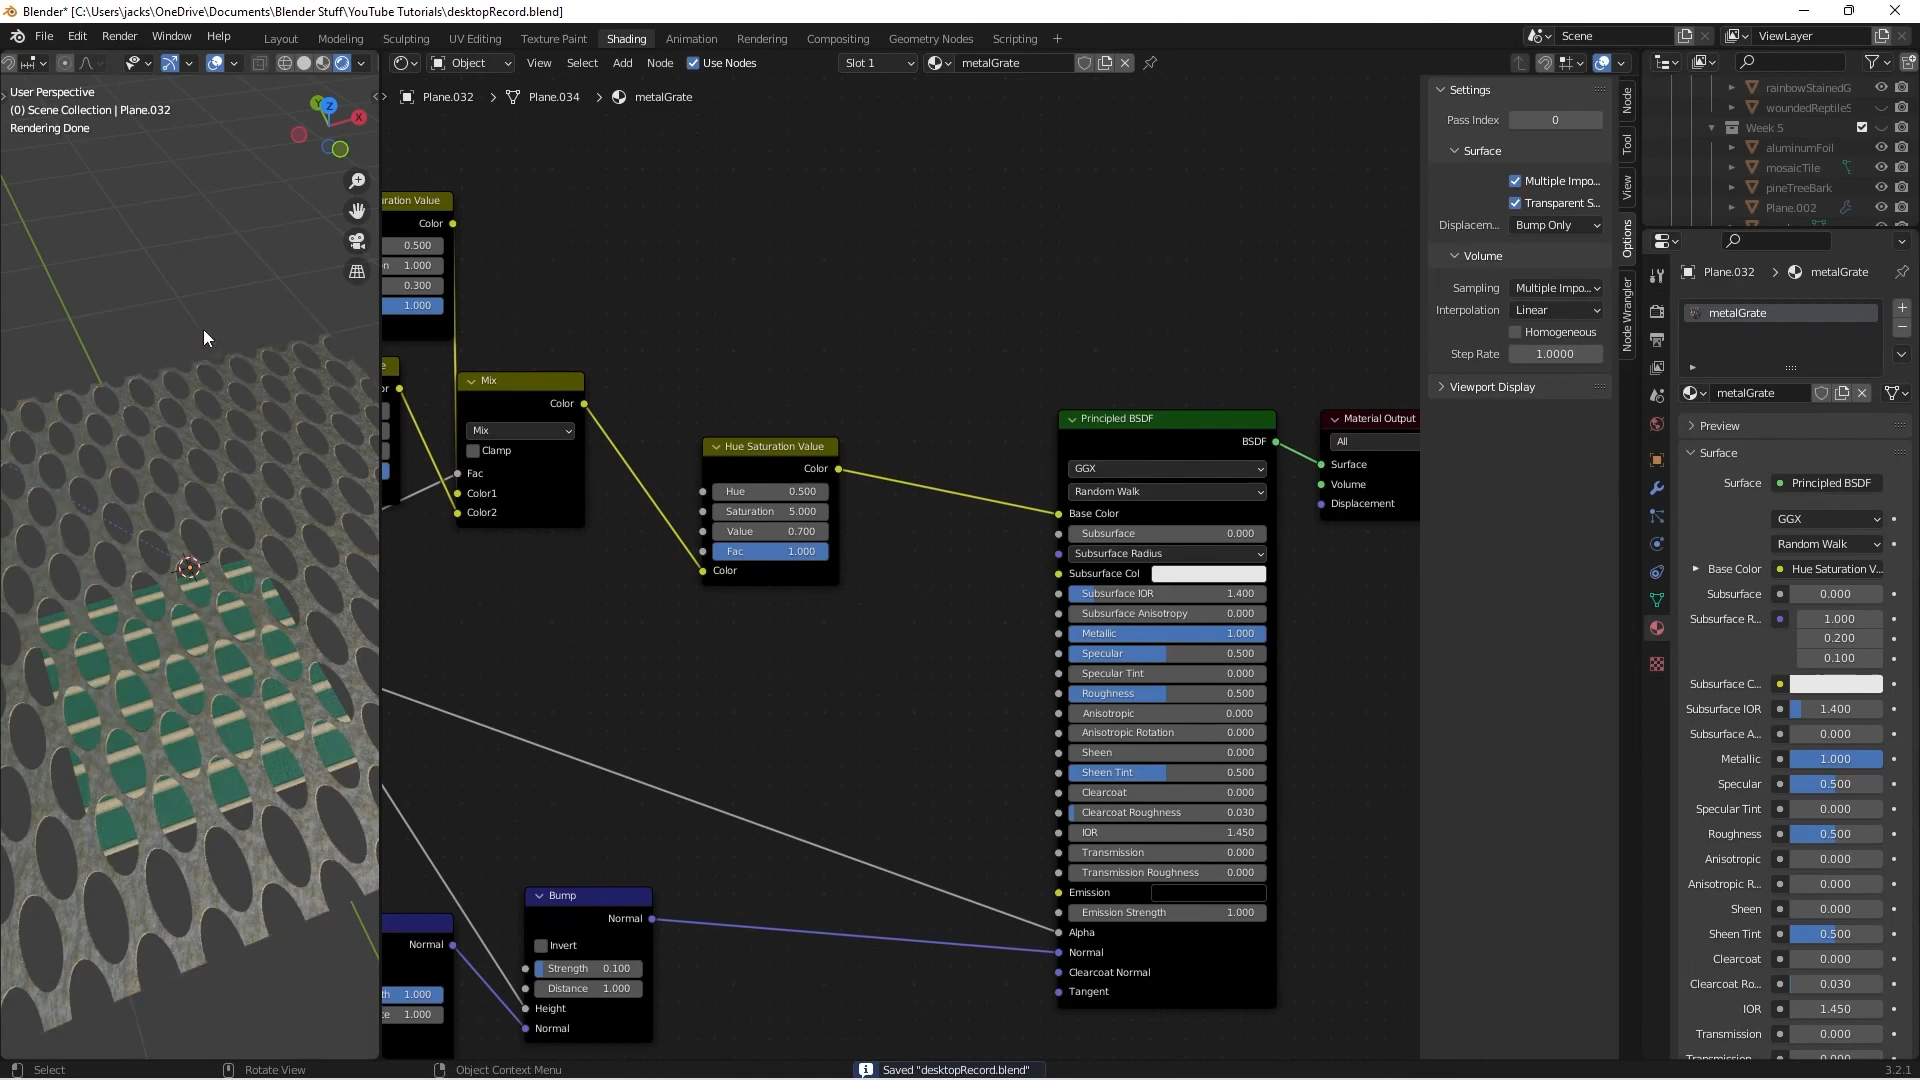 Blender* [C:\Users\jacks\OneDrive\Documents\Blender Stuff\YouTube Tutorials\desktopRecord.blend]
File Edit Render Window Help
Layout Modeling Sculpting UV Editing Texture Paint Shading Animation Rendering Compositing Geometry Nodes Scripting +
Scene
ViewLayer
Object View Select Add Node Use Nodes
Slot 1
metalGrate
Plane.032 > Plane.034 > metalGrate
User Perspective
(0) Scene Collection | Plane.032
Rendering Done
Y Z X
uration Value
Color
0.500
n 1.000
0.300
1.000
e
or
Mix
Color
Mix
Clamp
Fac
Color1
Color2
Hue Saturation Value
Color
Hue 0.500
Saturation 5.000
Value 0.700
Fac 1.000
Color
Normal
th 1.000
ce 1.000
Bump
Normal
Invert
Strength 0.100
Distance 1.000
Height
Normal
Principled BSDF
BSDF
GGX
Random Walk
Base Color
Subsurface 0.000
Subsurface Radius
Subsurface Col
Subsurface IOR 1.400
Subsurface Anisotropy 0.000
Metallic 1.000
Specular 0.500
Specular Tint 0.000
Roughness 0.500
Anisotropic 0.000
Anisotropic Rotation 0.000
Sheen 0.000
Sheen Tint 0.500
Clearcoat 0.000
Clearcoat Roughness 0.030
IOR 1.450
Transmission 0.000
Transmission Roughness 0.000
Emission
Emission Strength 1.000
Alpha
Normal
Clearcoat Normal
Tangent
Material Output
All
Surface
Volume
Displacement
Settings
Pass Index 0
Surface
Multiple Impo...
Transparent S...
Displacem... Bump Only
Volume
Sampling Multiple Impo...
Interpolation Linear
Homogeneous
Step Rate 1.0000
Viewport Display
Node
Tool
View
Options
Node Wrangler
rainbowStainedG
woundedReptileS
Week 5
aluminumFoil
mosaicTile
pineTreeBark
Plane.002
Plane.032 > metalGrate
metalGrate
metalGrate
Preview
Surface
Surface Principled BSDF
GGX
Random Walk
Base Color Hue Saturation V...
Subsurface 0.000
Subsurface R... 1.000
0.200
0.100
Subsurface C...
Subsurface IOR 1.400
Subsurface A... 0.000
Metallic 1.000
Specular 0.500
Specular Tint 0.000
Roughness 0.500
Anisotropic 0.000
Anisotropic R... 0.000
Sheen 0.000
Sheen Tint 0.500
Clearcoat 0.000
Clearcoat Ro... 0.030
IOR 1.450
Transmission 0.000
Transmission 0.000
Select
Rotate View
Object Context Menu
Saved "desktopRecord.blend"
3.2.1